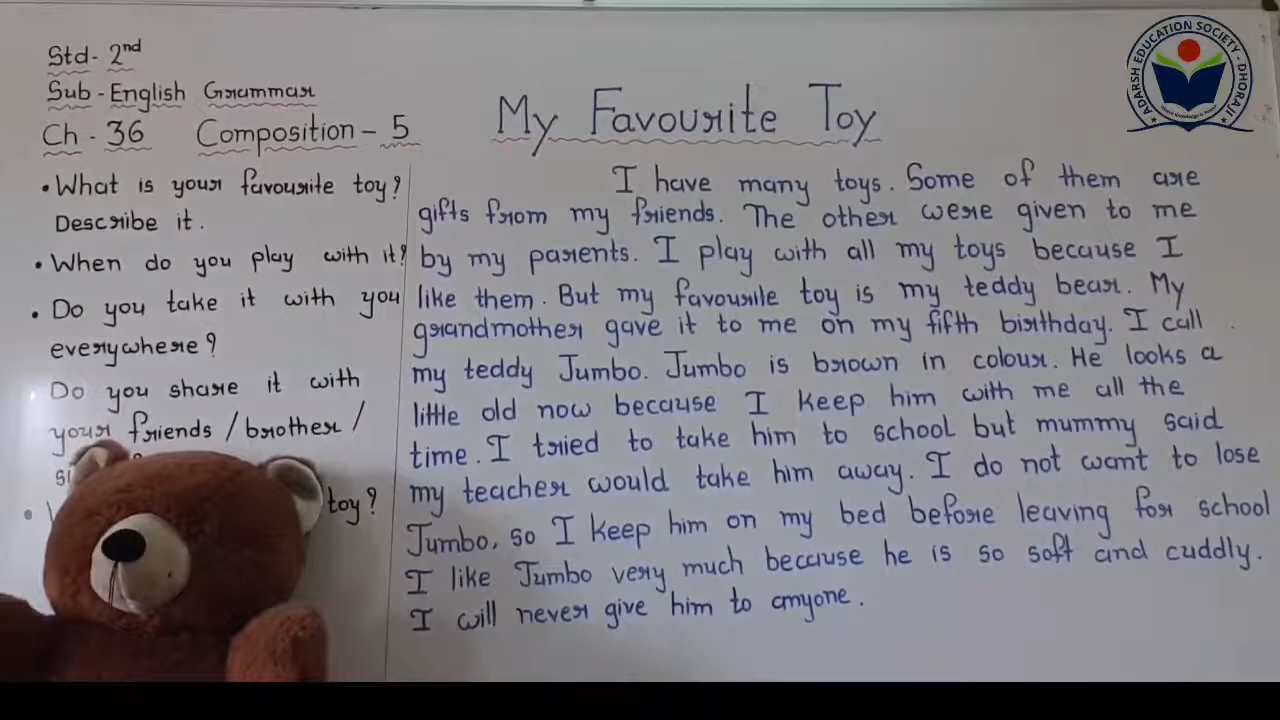 Std - 2nd
Sub - English Grammar
Ch - 36 Composition - 5
My Favourite Toy
• What is your favourite toy?
Describe it.
• When do you play with it?
• Do you take it with you
everywhere?
Do you share it with
your friends / brother /
toy?
I have many toys. Some of them are
gifts from my friends. The other were given to me
by my parents. I play with all my toys because I
like them. But my favourite toy is my teddy bear. My
grandmother gave it to me on my fifth birthday. I call
my teddy Jumbo. Jumbo is brown in colour. He looks a
little old now because I keep him with me all the
time. I tried to take him to school but mummy said
my teacher would take him away. I do not want to lose
Jumbo, so I keep him on my bed before leaving for school
I like Jumbo very much because he is so soft and cuddly.
I will never give him to anyone.
ADARSH EDUCATION SOCIETY - DHORAJI